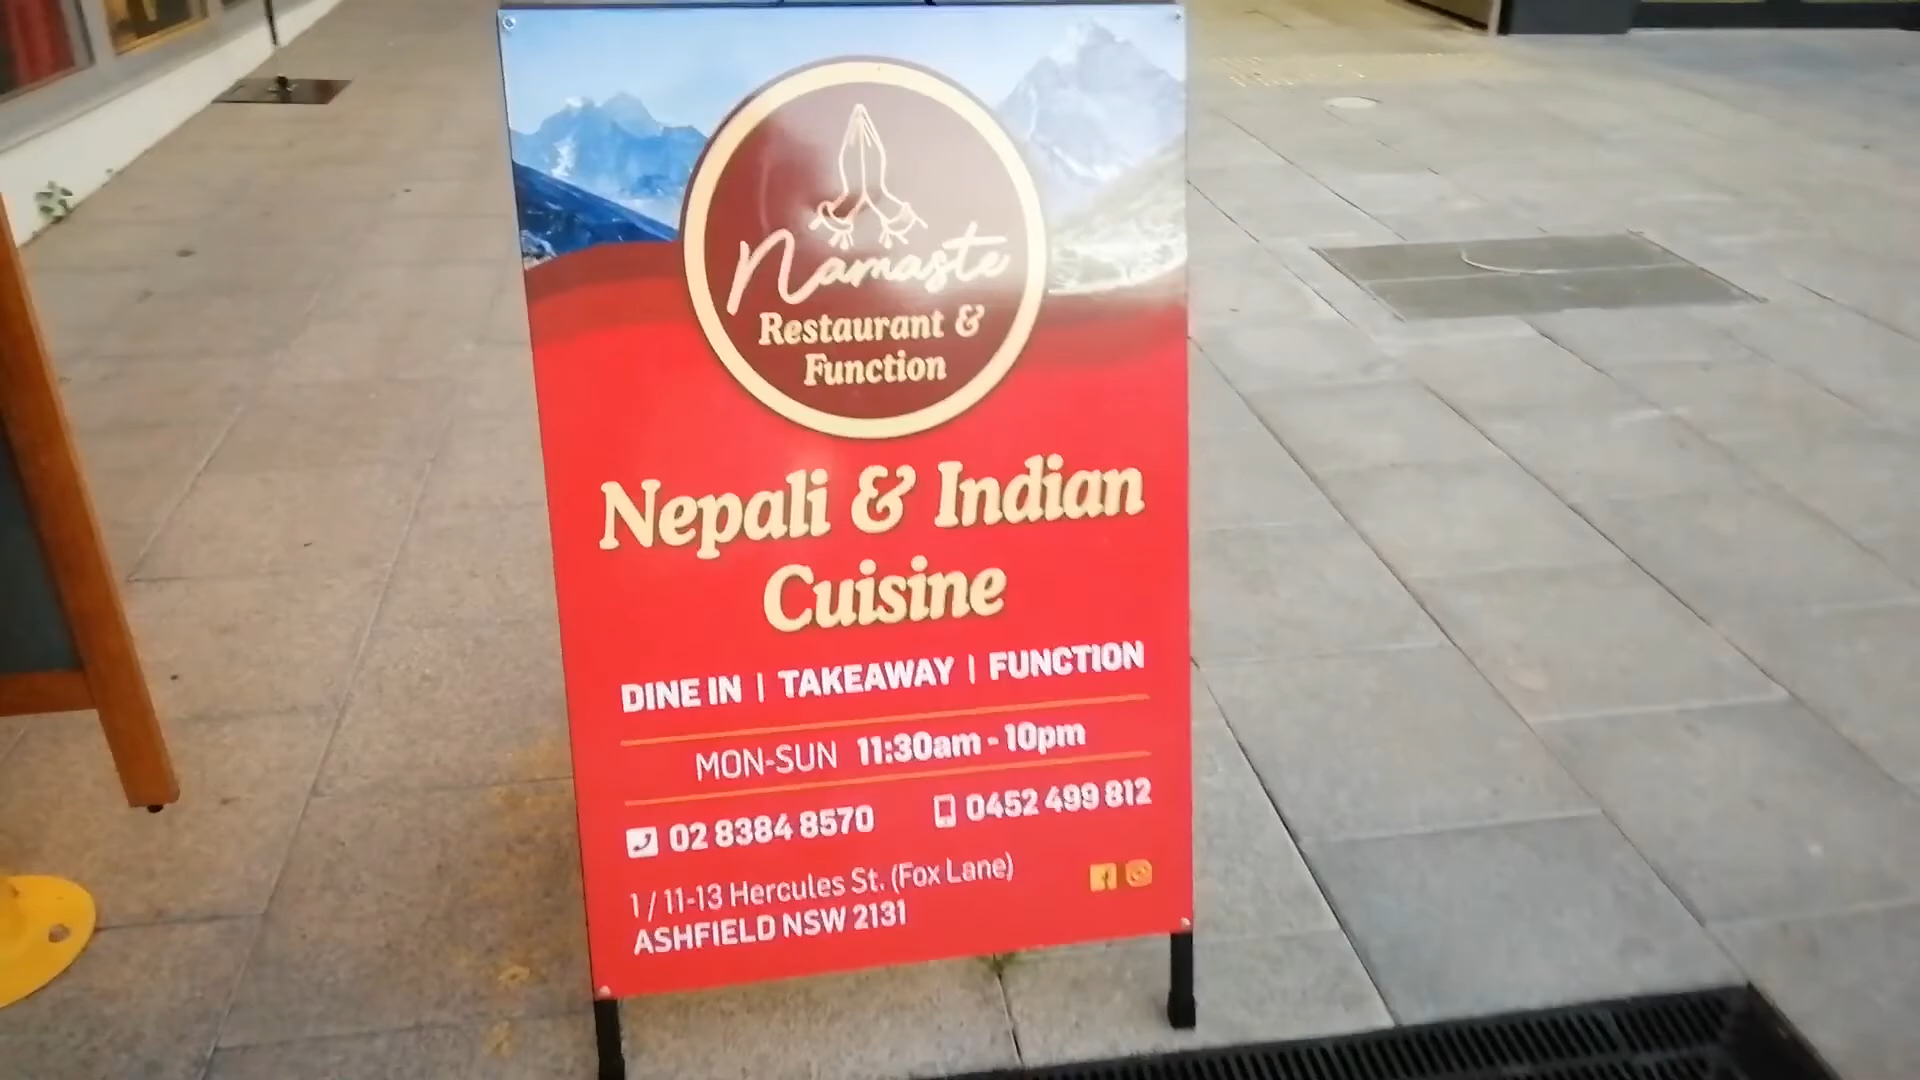 Namaste
Restaurant &
Function
Nepali & Indian
Cuisine
DINE IN | TAKEAWAY | FUNCTION
MON-SUN 11:30am - 10pm
02 8384 8570 0452 499 812
1 / 11-13 Hercules St. (Fox Lane)
ASHFIELD NSW 2131